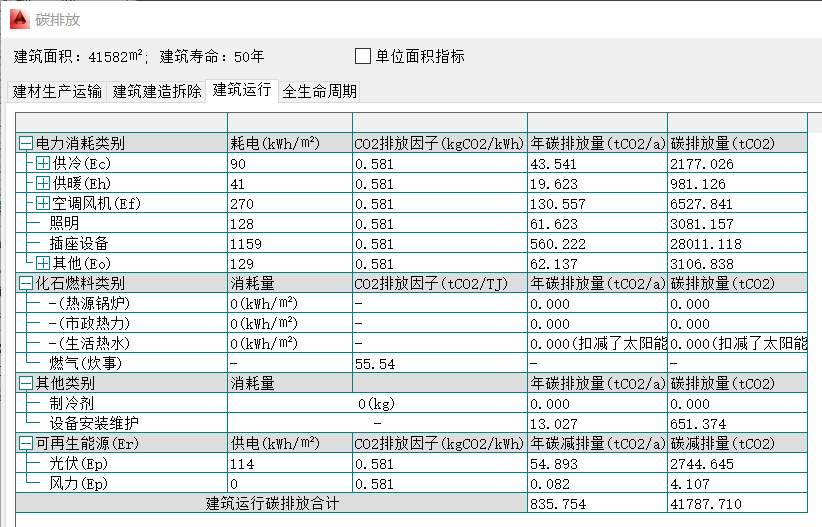 碳排放
建筑面积: 41582m²; 建筑寿命: 50年 单位面积指标
建材生产运输 建筑建造拆除 建筑运行 全生命周期
电力消耗类别 耗电(kWh/m²) CO2排放因子(kgCO2/kWh) 年碳排放量(tCO2/a) 碳排放量(tCO2)
供冷(Ec) 90 0.581 43.541 2177.026
供暖(Eh) 41 0.581 19.623 981.126
空调风机(Ef) 270 0.581 130.557 6527.841
照明 128 0.581 61.623 3081.157
插座设备 1159 0.581 560.222 28011.118
其他(Eo) 129 0.581 62.137 3106.838
化石燃料类别 消耗量 CO2排放因子(tCO2/TJ) 年碳排放量(tCO2/a) 碳排放量(tCO2)
-(热源锅炉) 0(kWh/m²) - 0.000 0.000
-(市政热力) 0(kWh/m²) - 0.000 0.000
-(生活热水) 0(kWh/m²) - 0.000(扣减了太阳能 0.000(扣减了太阳能
燃气(炊事) - 55.54 - -
其他类别 消耗量 年碳排放量(tCO2/a) 碳排放量(tCO2)
制冷剂 0(kg) 0.000 0.000
设备安装维护 - 13.027 651.374
可再生能源(Er) 供电(kWh/m²) CO2排放因子(kgCO2/kWh) 年碳减排量(tCO2/a) 碳减排量(tCO2)
光伏(Ep) 114 0.581 54.893 2744.645
风力(Ep) 0 0.581 0.082 4.107
建筑运行碳排放合计 835.754 41787.710